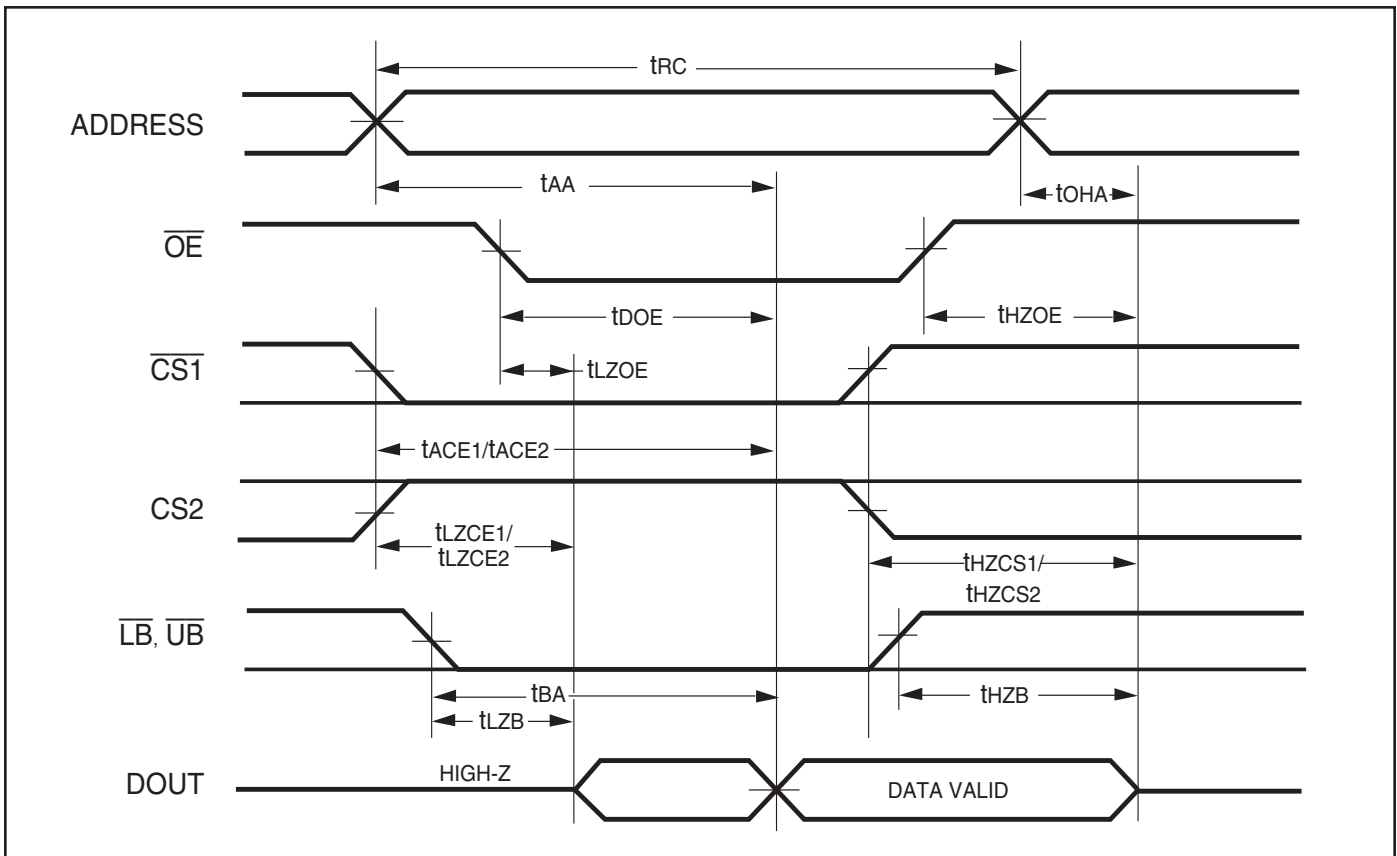 tRC
ADDRESS
tAA
tOHA
OE
tDOE
tHZOE
CS1
tLZOE
tACE1/tACE2
CS2
tLZCE1/
tLZCE2
tHZCS1/
tHZCS2
LB, UB
tBA
tHZB
tLZB
HIGH-Z
DOUT
DATA VALID